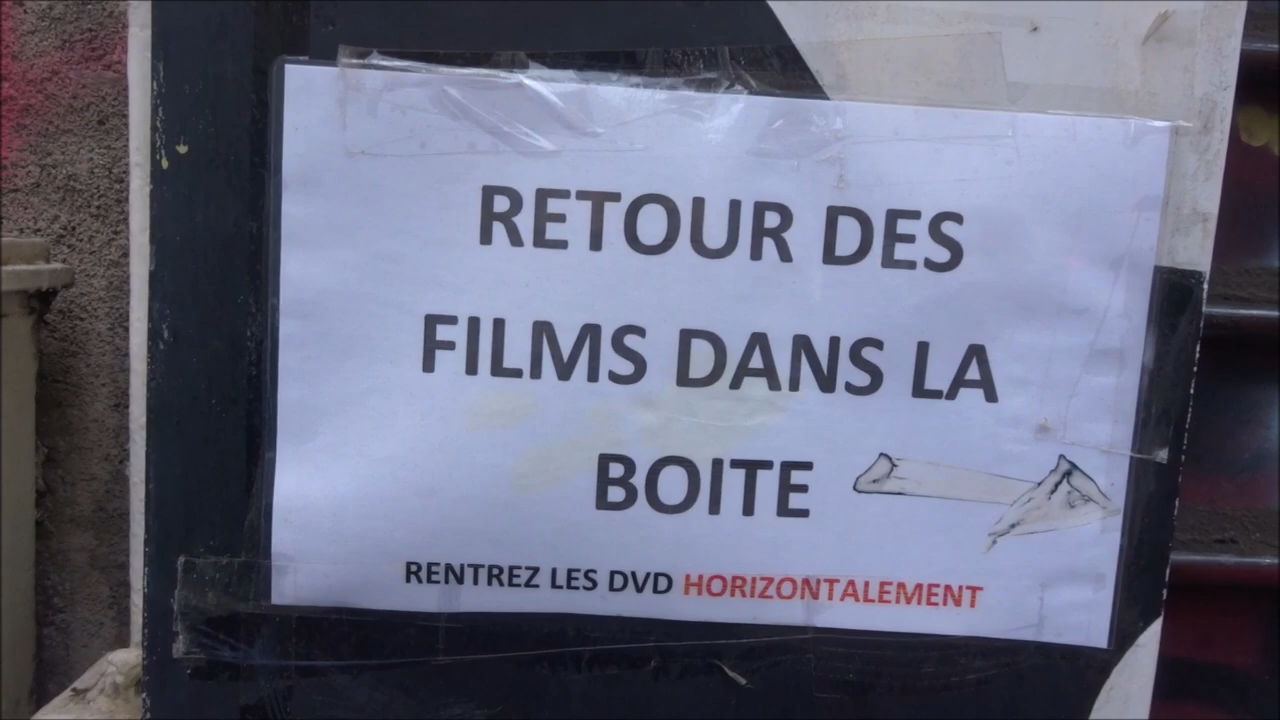 RETOUR DES
FILMS DANS LA
BOITE
RENTREZ LES DVD HORIZONTALEMENT